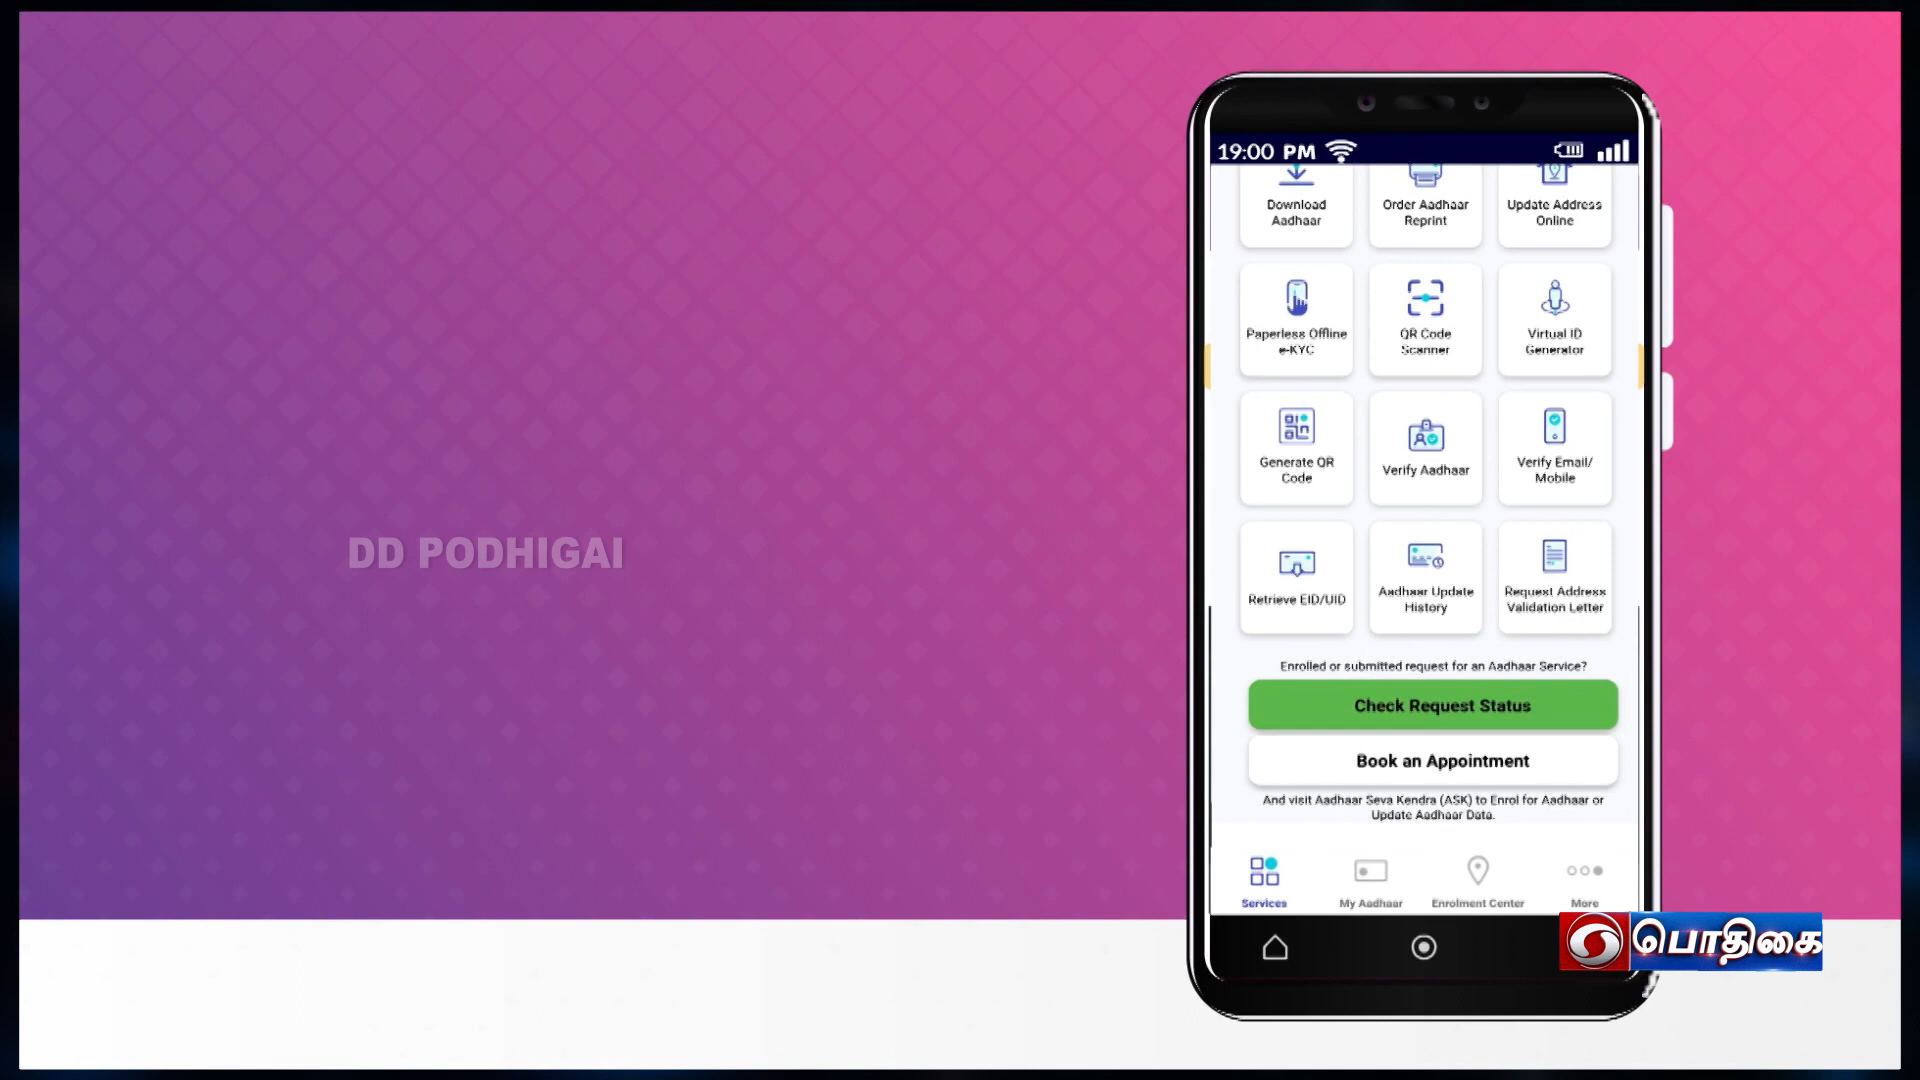 19:00 PM
Download
Aadhaar
Order Aadhaar
Reprint
Update Address
Online
Paperless Offline
e-KYC
QR Code
Scanner
Virtual ID
Generator
Generate QR
Code
Verify Aadhaar
Verify Email/
Mobile
DD PODHIGAI
Retrieve EID/UID
Aadhaar Update
History
Request Address
Validation Letter
Enrolled or submitted request for an Aadhaar Service?
Check Request Status
Book an Appointment
And visit Aadhaar Seva Kendra (ASK) to Enrol for Aadhaar or
Update Aadhaar Data.
Services
My Aadhaar
Enrolment Center
More
பொதிகை